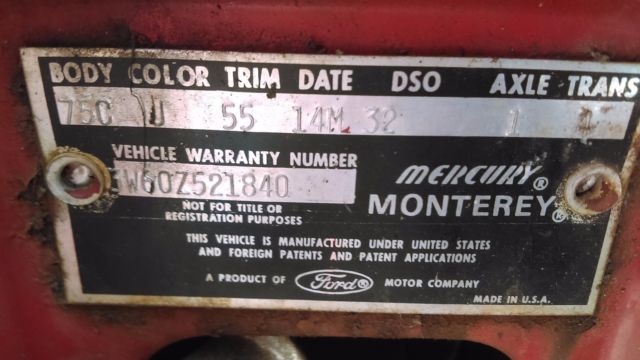 BODY COLOR TRIM DATE DSO AXLE TRANS
75C U 55 14M 32 1 1
VEHICLE WARRANTY NUMBER
W60Z521840
NOT FOR TITLE OR
REGISTRATION PURPOSES
MERCURY®
MONTEREY®
THIS VEHICLE IS MANUFACTURED UNDER UNITED STATES
AND FOREIGN PATENTS AND PATENT APPLICATIONS
A PRODUCT OF Ford® MOTOR COMPANY
MADE IN U.S.A.